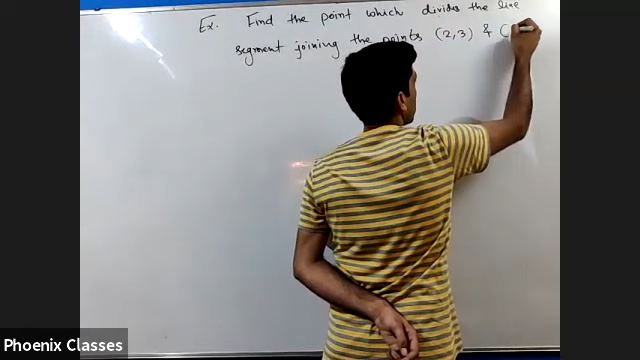 Ex. Find the point which divides the line
segment joining the points (2,3) & (
Phoenix Classes